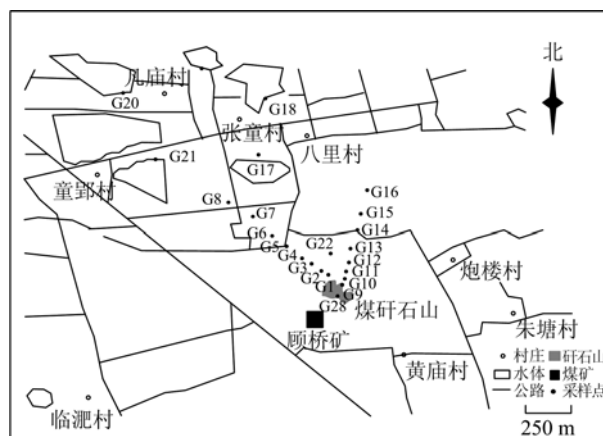 北
凡庙村
G20
G18
张童村
八里村
G21
G17
童郢村
G16
G8
G15
G7
G14
G6
G5
G22
G13
G4
G12
G3
G11
G2
G10
G1
G9
G28
煤矸石山
炮楼村
朱塘村
顾桥矿
黄庙村
临淝村
村庄 矸石山
水体 煤矿
公路 采样点
250 m